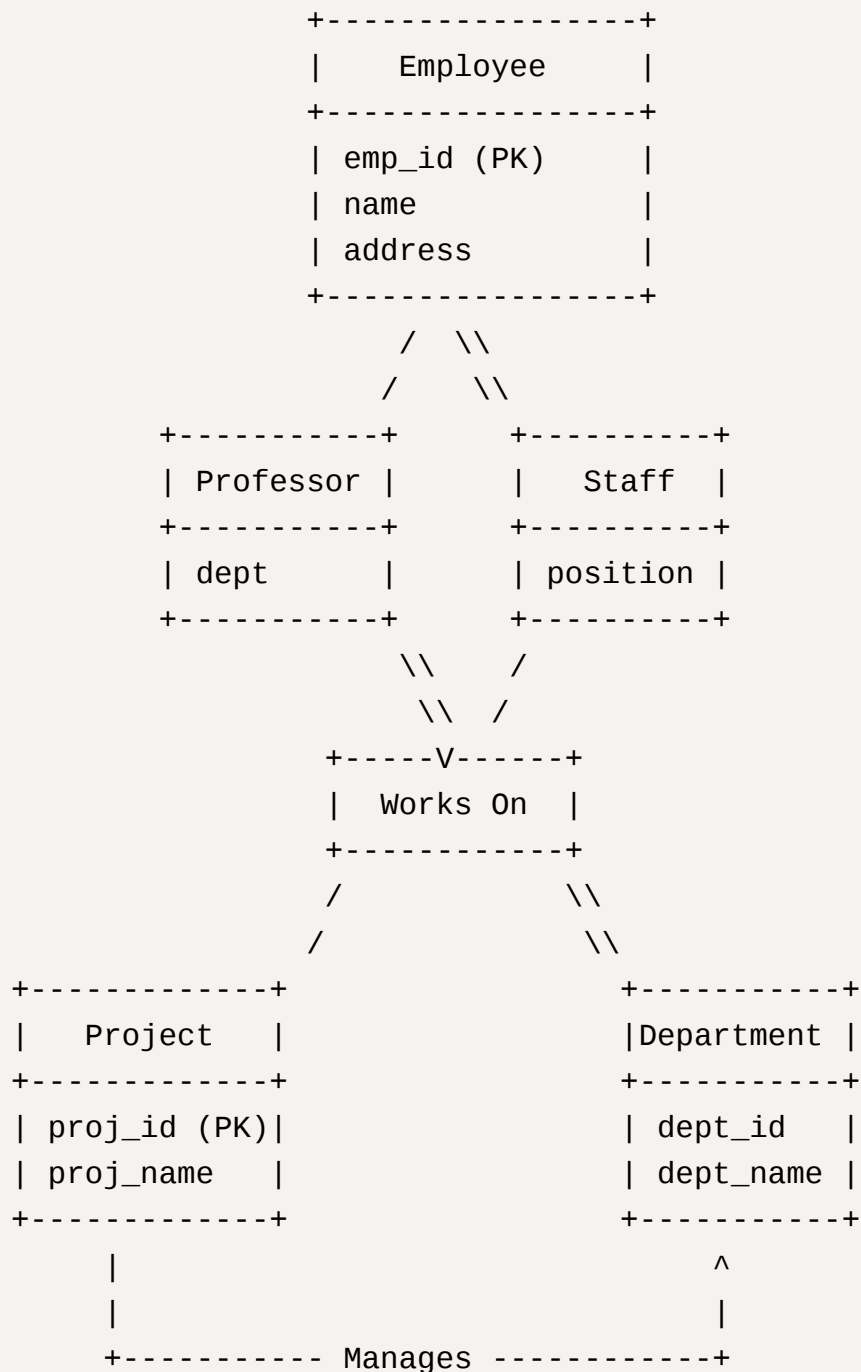 +-----------------+
|     Employee     |
+-----------------+
| emp_id (PK)     |
| name            |
| address         |
+-----------------+
/  \\
/    \\
+-----------+      +----------+
| Professor |      |   Staff  |
+-----------+      +----------+
| dept      |      | position |
+-----------+      +----------+
\\    /
\\  /
+-----V------+
|  Works On  |
+------------+
/            \\
/              \\
+-------------+                  +-----------+
|   Project   |                  |Department |
+-------------+                  +-----------+
| proj_id (PK)|                  | dept_id   |
| proj_name   |                  | dept_name |
+-------------+                  +-----------+
|                                ^
|                                |
+----------- Manages ------------+